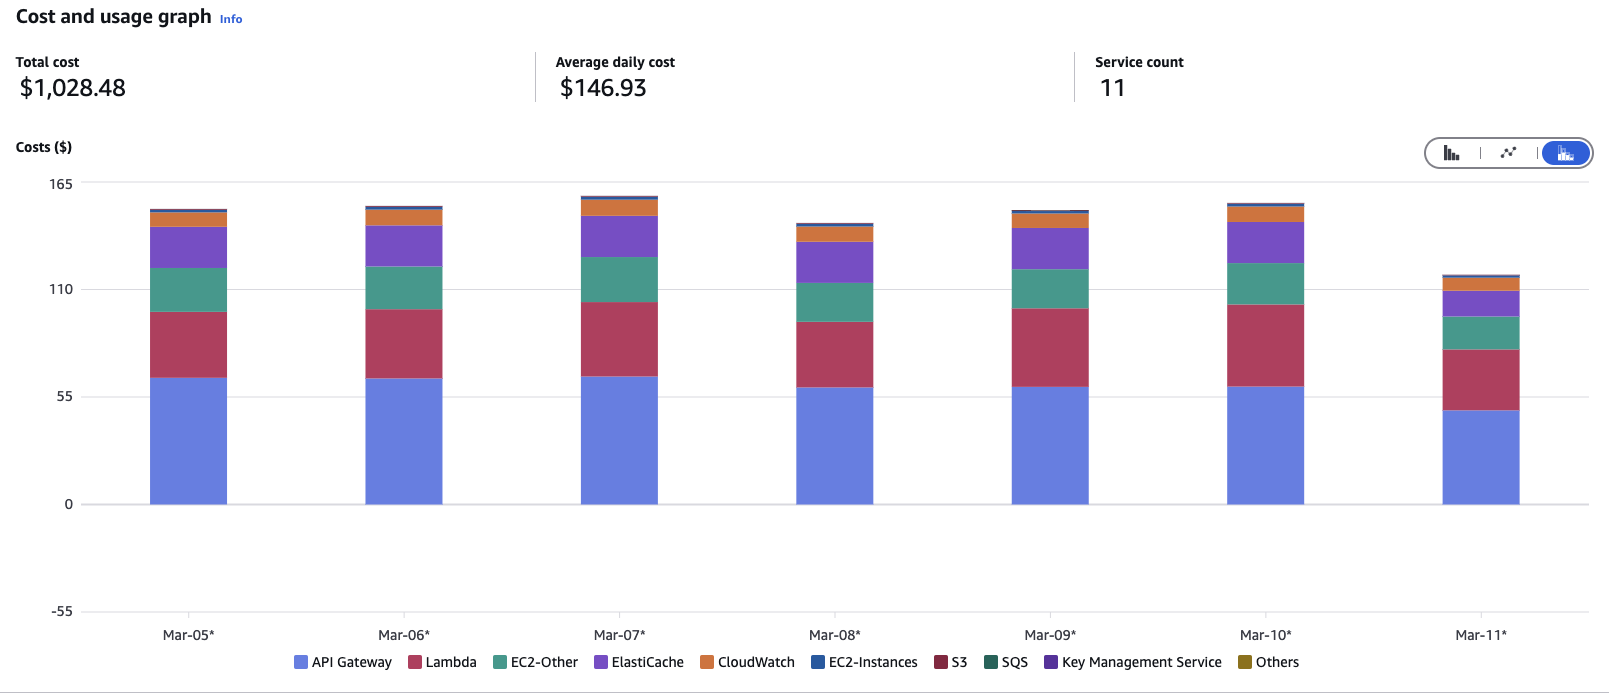 Cost and usage graph Info
Total cost
$1,028.48
Average daily cost
$146.93
Service count
11
Costs ($)
165
110
55
0
-55
Mar-05* Mar-06* Mar-07* Mar-08* Mar-09* Mar-10* Mar-11*
API Gateway Lambda EC2-Other ElastiCache CloudWatch EC2-Instances S3 SQS Key Management Service Others